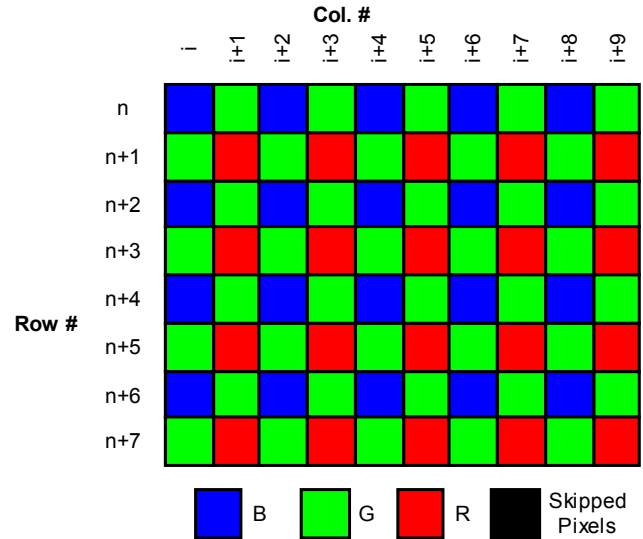 Col. #
i i+1 i+2 i+3 i+4 i+5 i+6 i+7 i+8 i+9
n
n+1
n+2
n+3
n+4
Row #
n+5
n+6
n+7
B G R Skipped
Pixels